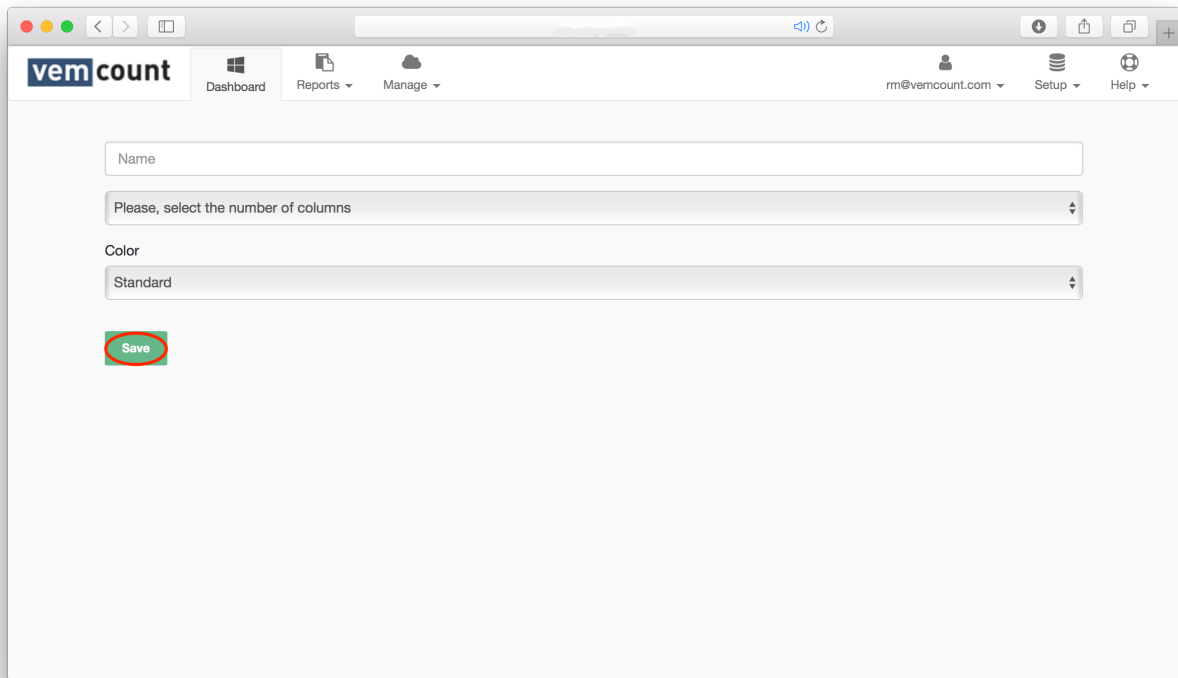 vemcount
Dashboard
Reports
Manage
rm@vemcount.com
Setup
Help
Name
Please, select the number of columns
Color
Standard
Save